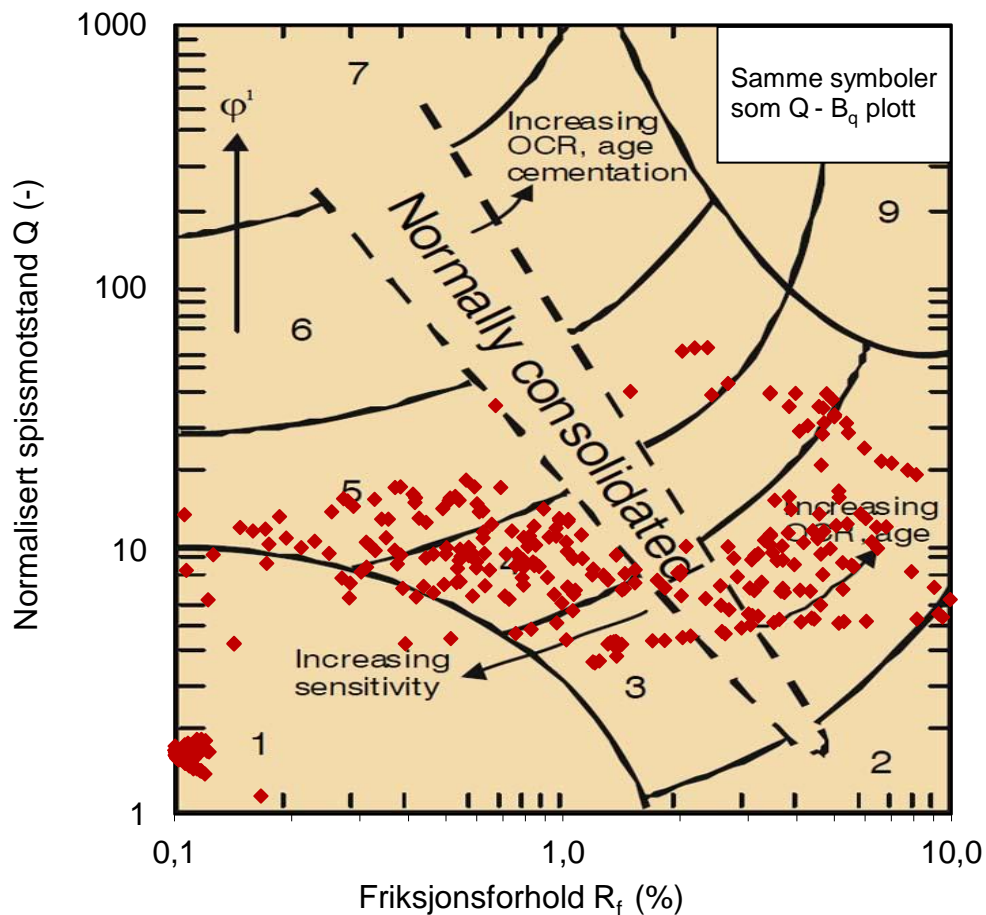 1000
100
10
1
Normalisert spissmotstand Q (-)
7
φ¹
Increasing
OCR, age
cementation
Samme symboler
som Q - Bq plott
9
6
Normally consolidated
5
4
Increasing
OCR, age
Increasing
sensitivity
3
1
2
0,1
1,0
10,0
Friksjonsforhold Rf (%)